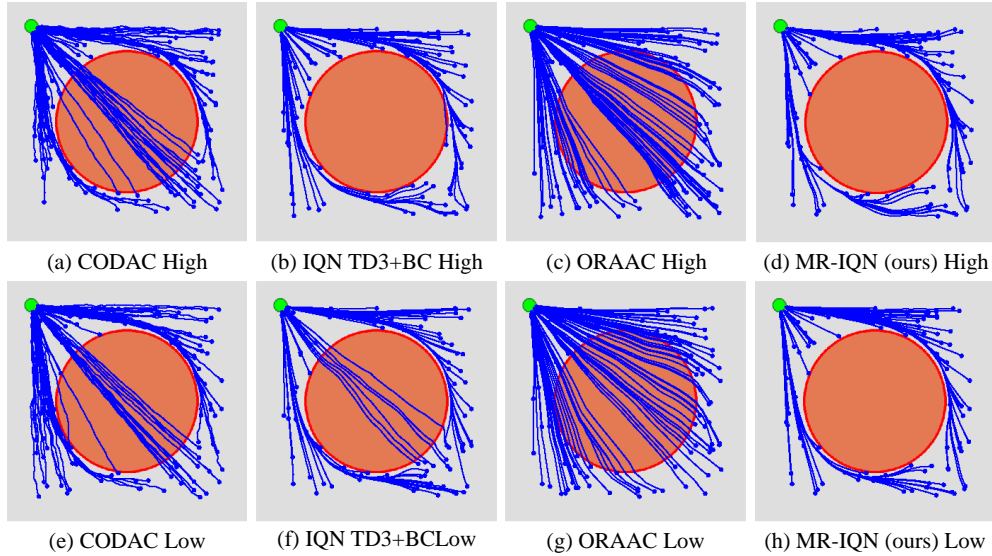 (a) CODAC High
(b) IQN TD3+BC High
(c) ORAAC High
(d) MR-IQN (ours) High
(e) CODAC Low
(f) IQN TD3+BCLow
(g) ORAAC Low
(h) MR-IQN (ours) Low